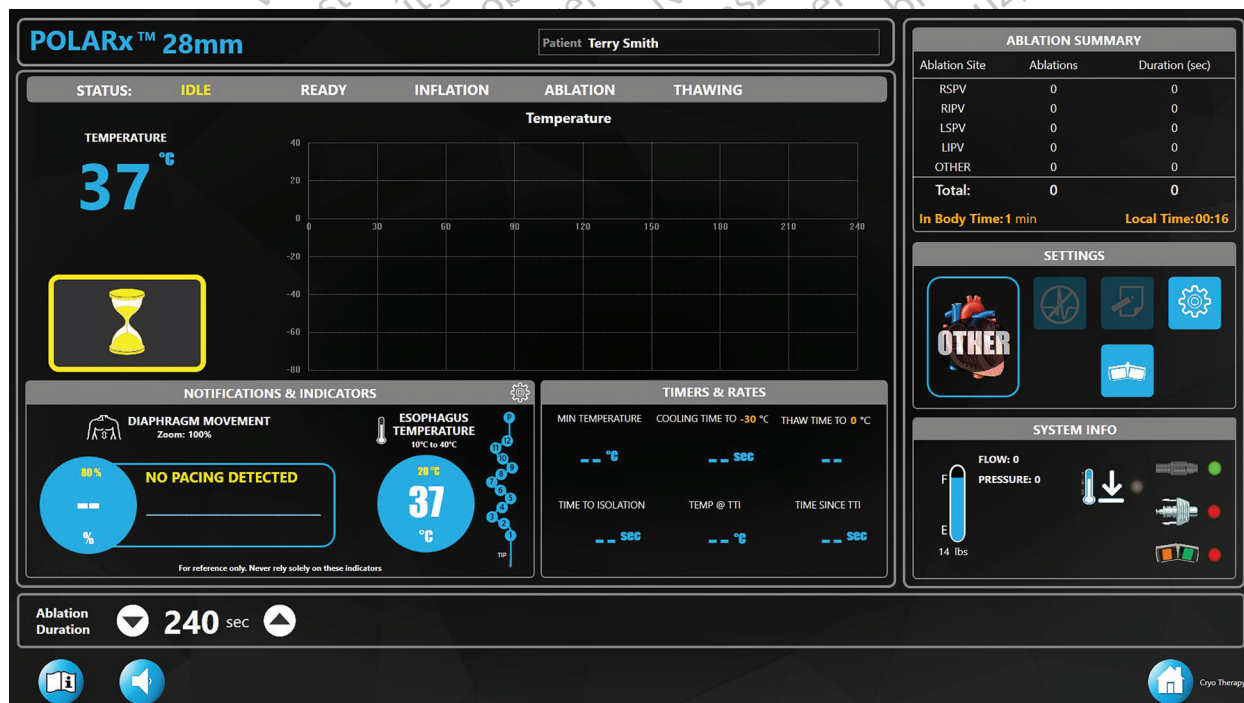 POLARx™ 28mm
Patient Terry Smith
STATUS: IDLE READY INFLATION ABLATION THAWING
TEMPERATURE
37 °C
Temperature
40
20
0
-20
-40
-60
-80
0 30 60 90 120 150 180 210 240
NOTIFICATIONS & INDICATORS
DIAPHRAGM MOVEMENT
Zoom: 100%
80 %
--
%
NO PACING DETECTED
ESOPHAGUS
TEMPERATURE
10°C to 40°C
20 °C
37
°C
P
12
11
10
9
8
7
6
5
4
3
2
1
TIP
For reference only. Never rely solely on these indicators
TIMERS & RATES
MIN TEMPERATURE COOLING TIME TO -30 °C THAW TIME TO 0 °C
-- °C -- sec --
TIME TO ISOLATION TEMP @ TTI TIME SINCE TTI
-- sec -- °C -- sec
ABLATION SUMMARY
Ablation Site Ablations Duration (sec)
RSPV 0 0
RIPV 0 0
LSPV 0 0
LIPV 0 0
OTHER 0 0
Total: 0 0
In Body Time: 1 min Local Time: 00:16
SETTINGS
OTHER
SYSTEM INFO
FLOW: 0
PRESSURE: 0
F
E
14 lbs
Ablation
Duration
240 sec
Cryo Therapy